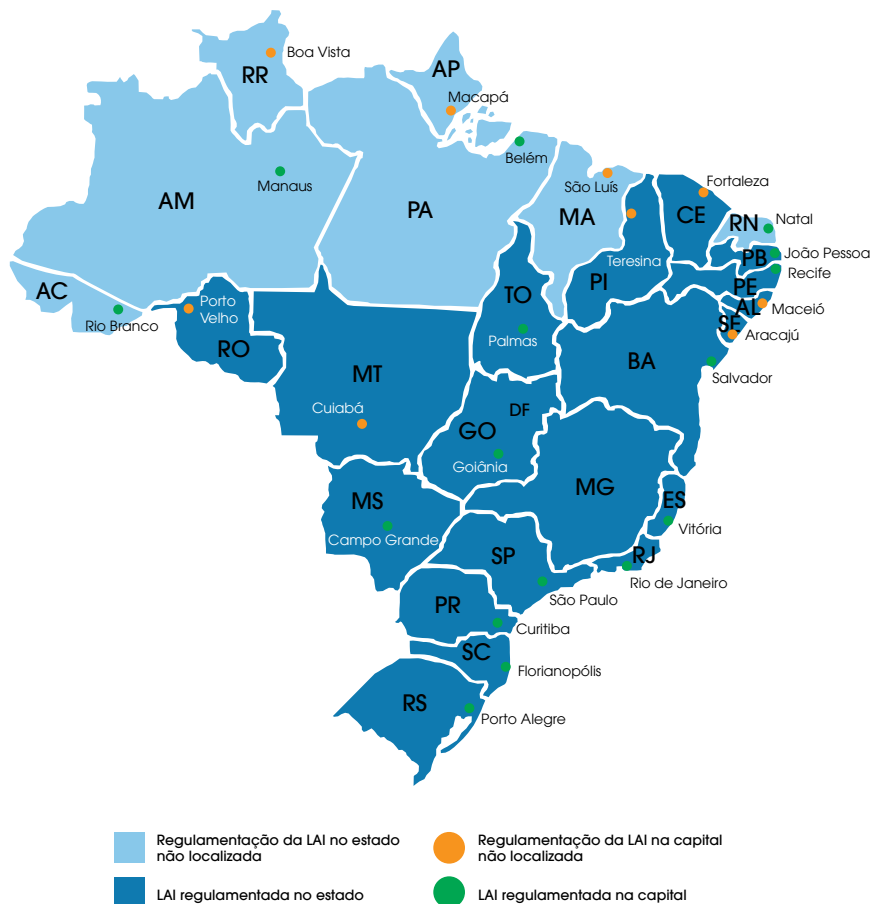 Boa Vista
RR
AP
Macapá
Belém
Manaus
AM
PA
São Luís
MA
Fortaleza
CE
RN
Natal
Teresina
PI
PB
João Pessoa
Recife
PE
AC
Rio Branco
Porto
Velho
RO
TO
Palmas
AL
Maceió
SE
Aracajú
BA
Salvador
MT
Cuiabá
DF
GO
Goiânia
MG
MS
Campo Grande
ES
Vitória
SP
RJ
Rio de Janeiro
São Paulo
PR
Curitiba
SC
Florianopólis
RS
Porto Alegre
Regulamentação da LAI no estado
não localizada
Regulamentação da LAI na capital
não localizada
LAI regulamentada no estado
LAI regulamentada na capital